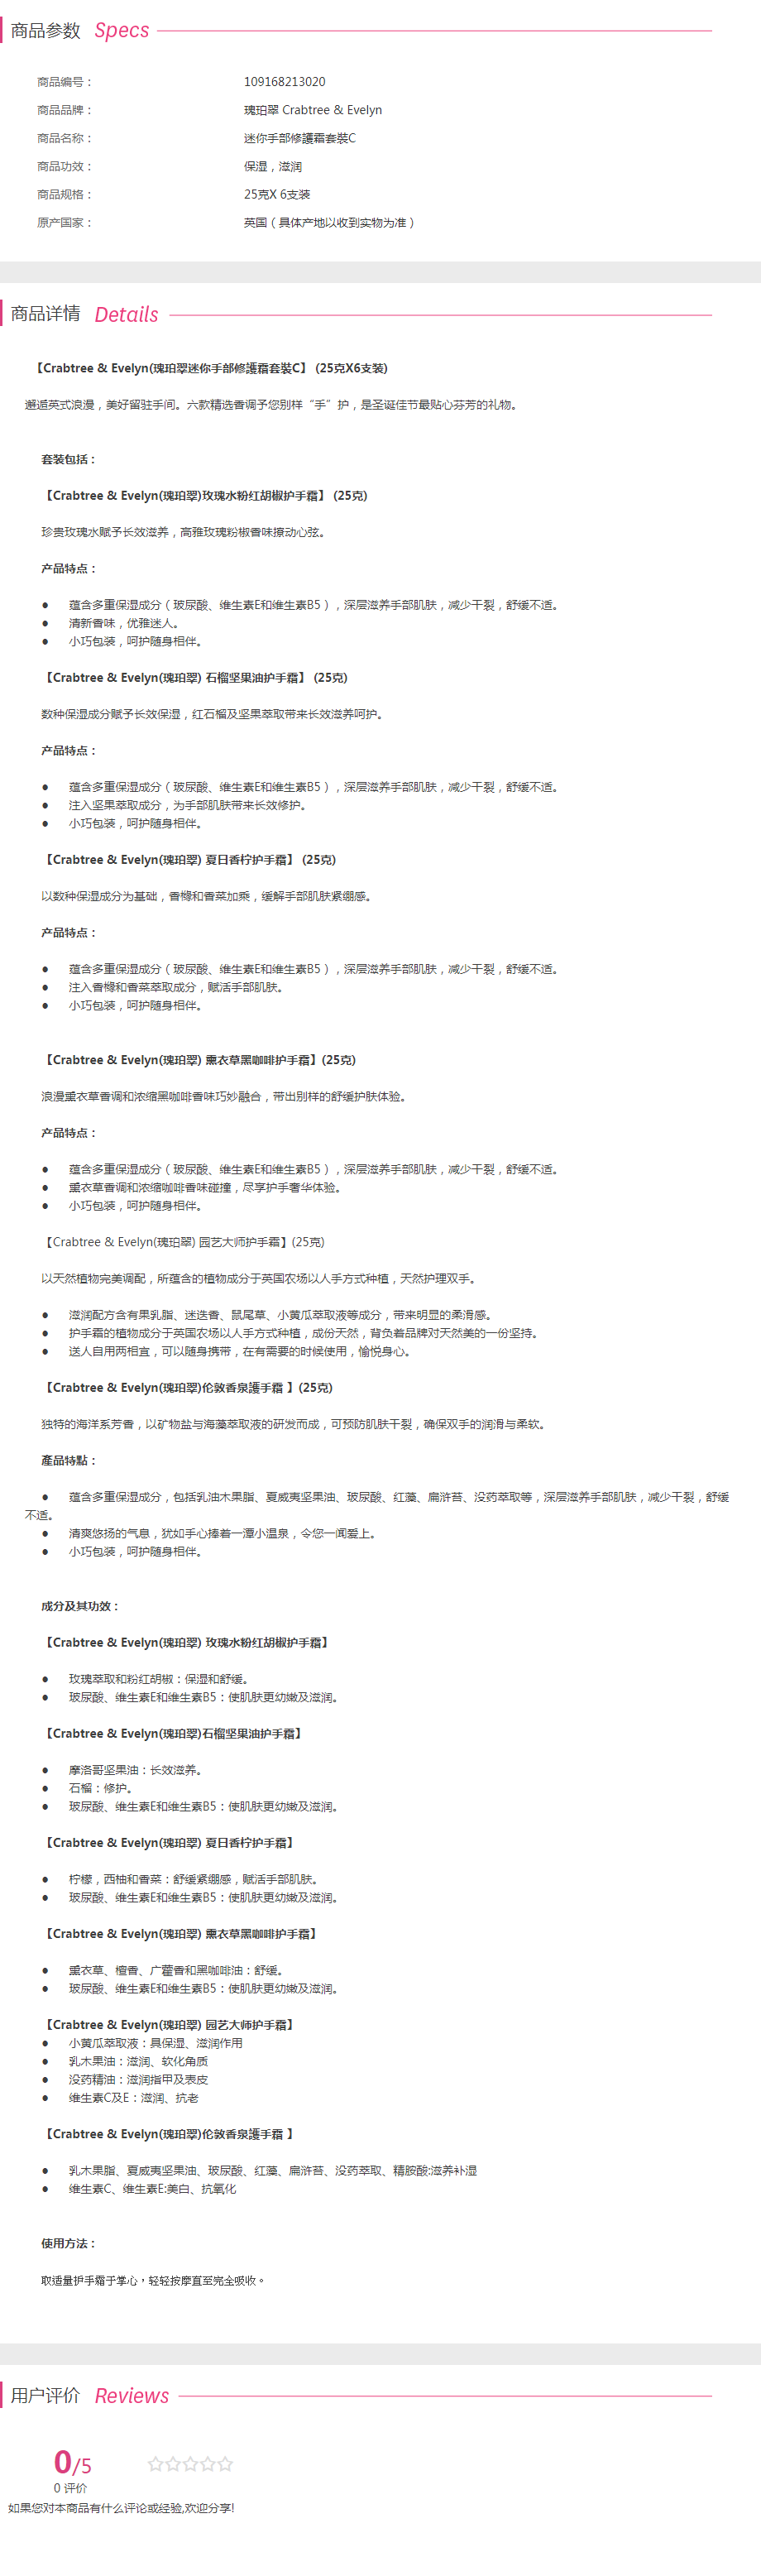 商品参数 Specs
商品编号： 109168213020
商品品牌： 瑰珀翠 Crabtree & Evelyn
商品名称： 迷你手部修護霜套裝C
商品功效： 保湿，滋润
商品规格： 25克X 6支装
原产国家： 英国（具体产地以收到实物为准）
商品详情 Details
【Crabtree & Evelyn(瑰珀翠迷你手部修護霜套裝C】 (25克X6支装)
邂逅英式浪漫，美好留驻手间。六款精选香调予您别样“手”护，是圣诞佳节最贴心芬芳的礼物。
套装包括：
【Crabtree & Evelyn(瑰珀翠)玫瑰水粉红胡椒护手霜】 (25克)
珍贵玫瑰水赋予长效滋养，高雅玫瑰粉椒香味撩动心弦。
产品特点：
● 蕴含多重保湿成分（玻尿酸、维生素E和维生素B5），深层滋养手部肌肤，减少干裂，舒缓不适。
● 清新香味，优雅迷人。
● 小巧包装，呵护随身相伴。
【Crabtree & Evelyn(瑰珀翠) 石榴坚果油护手霜】 (25克)
数种保湿成分赋予长效保湿，红石榴及坚果萃取带来长效滋养呵护。
产品特点：
● 蕴含多重保湿成分（玻尿酸、维生素E和维生素B5），深层滋养手部肌肤，减少干裂，舒缓不适。
● 注入坚果萃取成分，为手部肌肤带来长效修护。
● 小巧包装，呵护随身相伴。
【Crabtree & Evelyn(瑰珀翠) 夏日香柠护手霜】 (25克)
以数种保湿成分为基础，香橼和香菜加乘，缓解手部肌肤紧绷感。
产品特点：
● 蕴含多重保湿成分（玻尿酸、维生素E和维生素B5），深层滋养手部肌肤，减少干裂，舒缓不适。
● 注入香橼和香菜萃取成分，赋活手部肌肤。
● 小巧包装，呵护随身相伴。
【Crabtree & Evelyn(瑰珀翠) 熏衣草黑咖啡护手霜】(25克)
浪漫熏衣草香调和浓缩黑咖啡香味巧妙融合，带出别样的舒缓护肤体验。
产品特点：
● 蕴含多重保湿成分（玻尿酸、维生素E和维生素B5），深层滋养手部肌肤，减少干裂，舒缓不适。
● 熏衣草香调和浓缩咖啡香味碰撞，尽享护手奢华体验。
● 小巧包装，呵护随身相伴。
【Crabtree & Evelyn(瑰珀翠) 园艺大师护手霜】(25克)
以天然植物完美调配，所蕴含的植物成分于英国农场以人手方式种植，天然护理双手。
● 滋润配方含有果乳脂、迷迭香、鼠尾草、小黄瓜萃取液等成分，带来明显的柔滑感。
● 护手霜的植物成分于英国农场以人手方式种植，成份天然，背负着品牌对天然美的一份坚持。
● 送人自用两相宜，可以随身携带，在有需要的时候使用，愉悦身心。
【Crabtree & Evelyn(瑰珀翠)伦敦香泉護手霜 】(25克)
独特的海洋系芳香，以矿物盐与海藻萃取液的研发而成，可预防肌肤干裂，确保双手的润滑与柔软。
產品特點：
● 蕴含多重保湿成分，包括乳油木果脂、夏威夷坚果油、玻尿酸、红藻、扁浒苔、没药萃取等，深层滋养手部肌肤，减少干裂，舒缓
不适。
● 清爽悠扬的气息，犹如手心捧着一潭小温泉，令您一闻爱上。
● 小巧包装，呵护随身相伴。
成分及其功效：
【Crabtree & Evelyn(瑰珀翠) 玫瑰水粉红胡椒护手霜】
● 玫瑰萃取和粉红胡椒：保湿和舒缓。
● 玻尿酸、维生素E和维生素B5：使肌肤更幼嫩及滋润。
【Crabtree & Evelyn(瑰珀翠)石榴坚果油护手霜】
● 摩洛哥坚果油：长效滋养。
● 石榴：修护。
● 玻尿酸、维生素E和维生素B5：使肌肤更幼嫩及滋润。
【Crabtree & Evelyn(瑰珀翠) 夏日香柠护手霜】
● 柠檬，西柚和香菜：舒缓紧绷感，赋活手部肌肤。
● 玻尿酸、维生素E和维生素B5：使肌肤更幼嫩及滋润。
【Crabtree & Evelyn(瑰珀翠) 熏衣草黑咖啡护手霜】
● 熏衣草、檀香、广藿香和黑咖啡油：舒缓。
● 玻尿酸、维生素E和维生素B5：使肌肤更幼嫩及滋润。
【Crabtree & Evelyn(瑰珀翠) 园艺大师护手霜】
● 小黄瓜萃取液：具保湿、滋润作用
● 乳木果油：滋润、软化角质
● 没药精油：滋润指甲及表皮
● 维生素C及E：滋润、抗老
【Crabtree & Evelyn(瑰珀翠)伦敦香泉護手霜 】
● 乳木果脂、夏威夷坚果油、玻尿酸、红藻、扁浒苔、没药萃取、精胺酸:滋养补湿
● 维生素C、维生素E:美白、抗氧化
使用方法：
取适量护手霜于掌心，轻轻按摩直至完全吸收。
用户评价 Reviews
0/5
0 评价
如果您对本商品有什么评论或经验,欢迎分享!